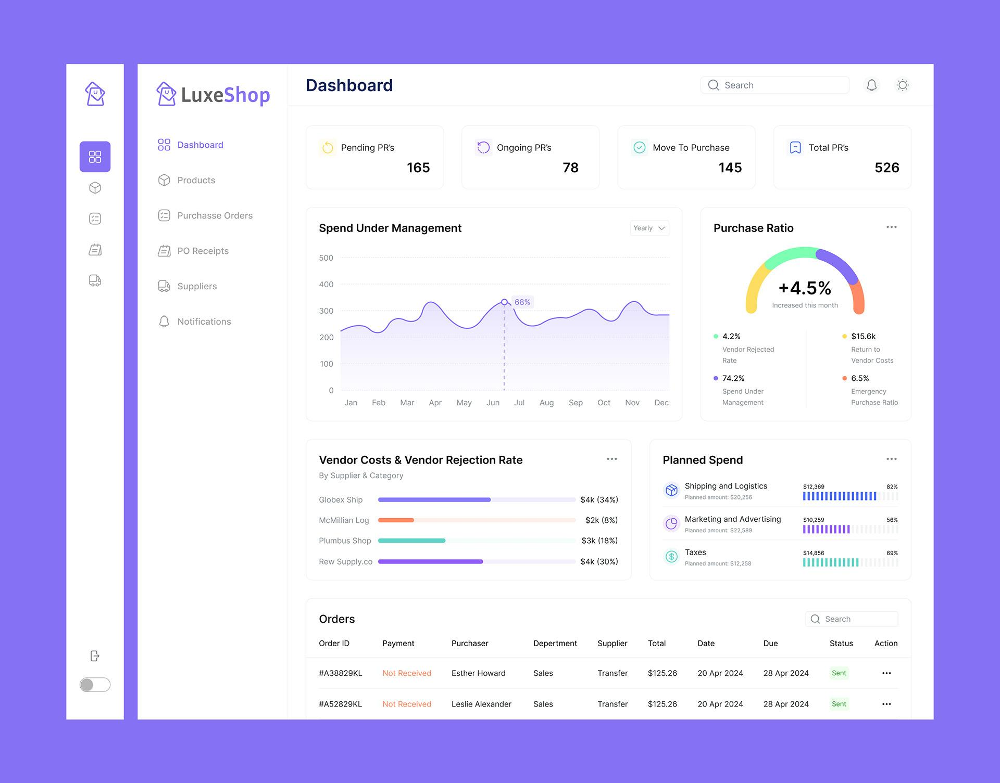 LuxeShop
Dashboard
Products
Purchasse Orders
PO Receipts
Suppliers
Notifications
Dashboard
Search
Pending PR’s
165
Ongoing PR’s
78
Move To Purchase
145
Total PR’s
526
Spend Under Management
Yearly
500
400
300
200
100
0
68%
Jan Feb Mar Apr May Jun Jul Aug Sep Oct Nov Dec
Purchase Ratio
+4.5%
Increased this month
4.2%
Vendor Rejected
Rate
$15.6k
Return to
Vendor Costs
74.2%
Spend Under
Management
6.5%
Emergency
Purchase Ratio
Vendor Costs & Vendor Rejection Rate
By Supplier & Category
Globex Ship $4k (34%)
McMillian Log $2k (8%)
Plumbus Shop $3k (18%)
Rew Supply.co $4k (30%)
Planned Spend
Shipping and Logistics
Planned amount: $20,256
$12,369 82%
Marketing and Advertising
Planned amount: $22,589
$10,259 56%
Taxes
Planned amount: $12,258
$14,856 69%
Orders
Search
Order ID Payment Purchaser Depertment Supplier Total Date Due Status Action
#A38829KL Not Received Esther Howard Sales Transfer $125.26 20 Apr 2024 28 Apr 2024 Sent
#A52829KL Not Received Leslie Alexander Sales Transfer $125.26 20 Apr 2024 28 Apr 2024 Sent